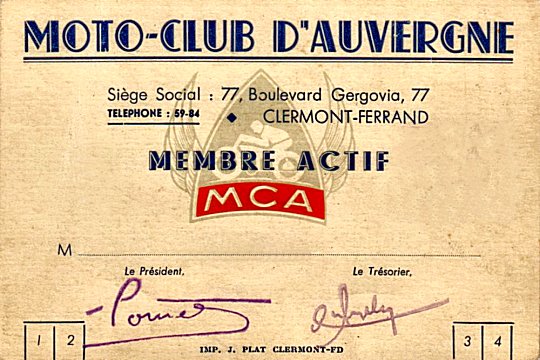 MOTO-CLUB D'AUVERGNE
Siège Social : 77, Boulevard Gergovia, 77
TELEPHONE : 59-84 ♦ CLERMONT-FERRAND
MEMBRE ACTIF
MCA
M
Le Président, Le Trésorier,
1 2 3 4
IMP. J. PLAT CLERMONT-FD